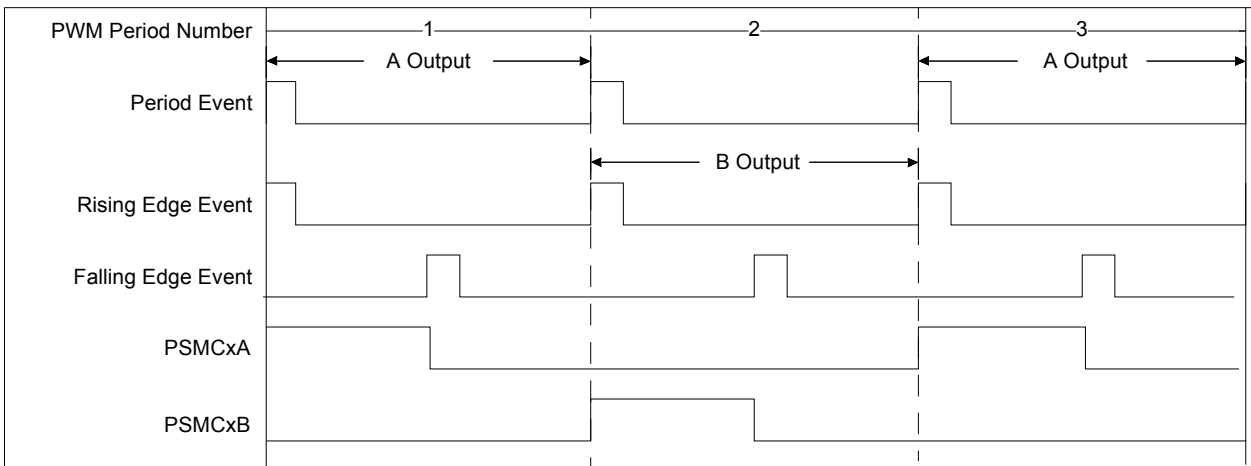 PWM Period Number
1
2
3
A Output
A Output
Period Event
B Output
Rising Edge Event
Falling Edge Event
PSMCxA
PSMCxB